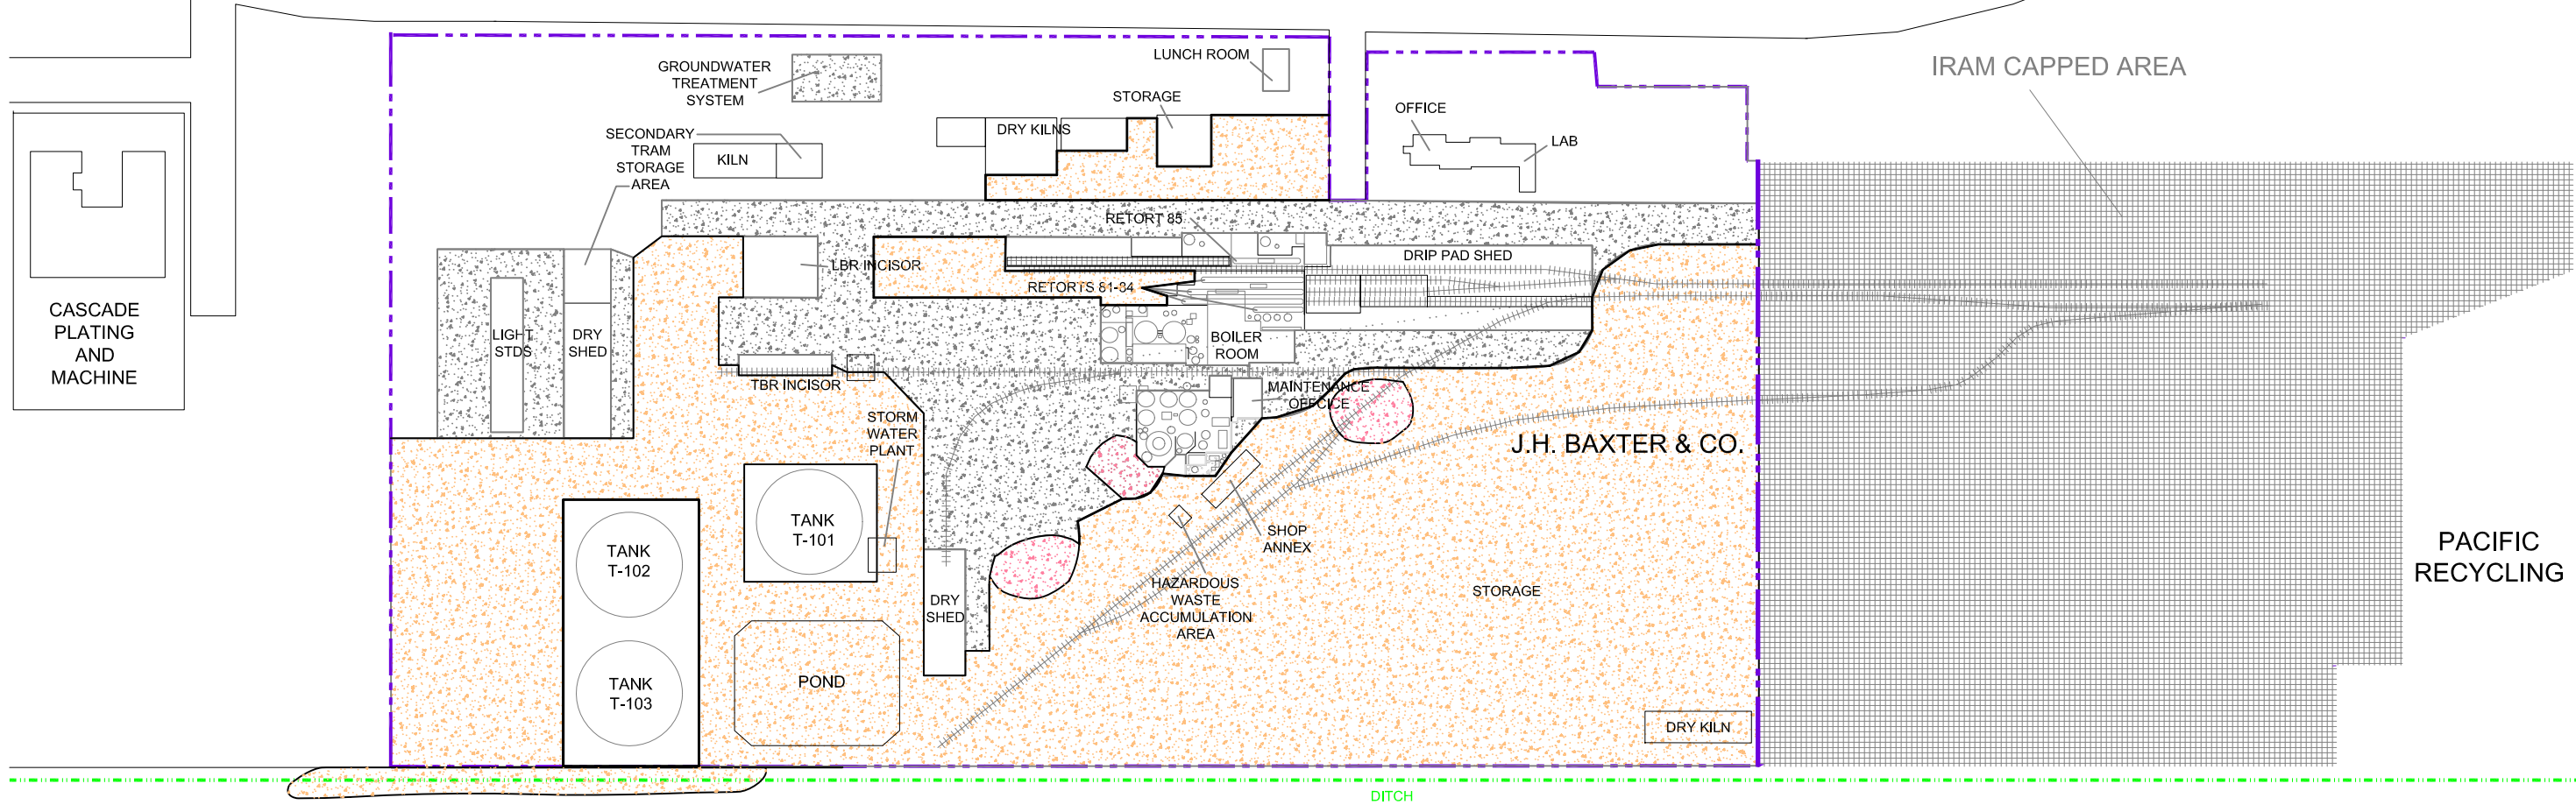 IRAM CAPPED AREA
LUNCH ROOM
GROUNDWATER
TREATMENT
SYSTEM
STORAGE
OFFICE
LAB
SECONDARY
TRAM
STORAGE
AREA
KILN
DRY KILNS
RETORT 85
LBR INCISOR
DRIP PAD SHED
RETORTS 81-84
CASCADE
PLATING
AND
MACHINE
LIGHT
STDS
DRY
SHED
BOILER
ROOM
TBR INCISOR
MAINTENANCE
OFFCICE
STORM
WATER
PLANT
J.H. BAXTER & CO.
TANK
T-101
TANK
T-102
SHOP
ANNEX
PACIFIC
RECYCLING
HAZARDOUS
WASTE
ACCUMULATION
AREA
STORAGE
DRY
SHED
TANK
T-103
POND
DRY KILN
DITCH